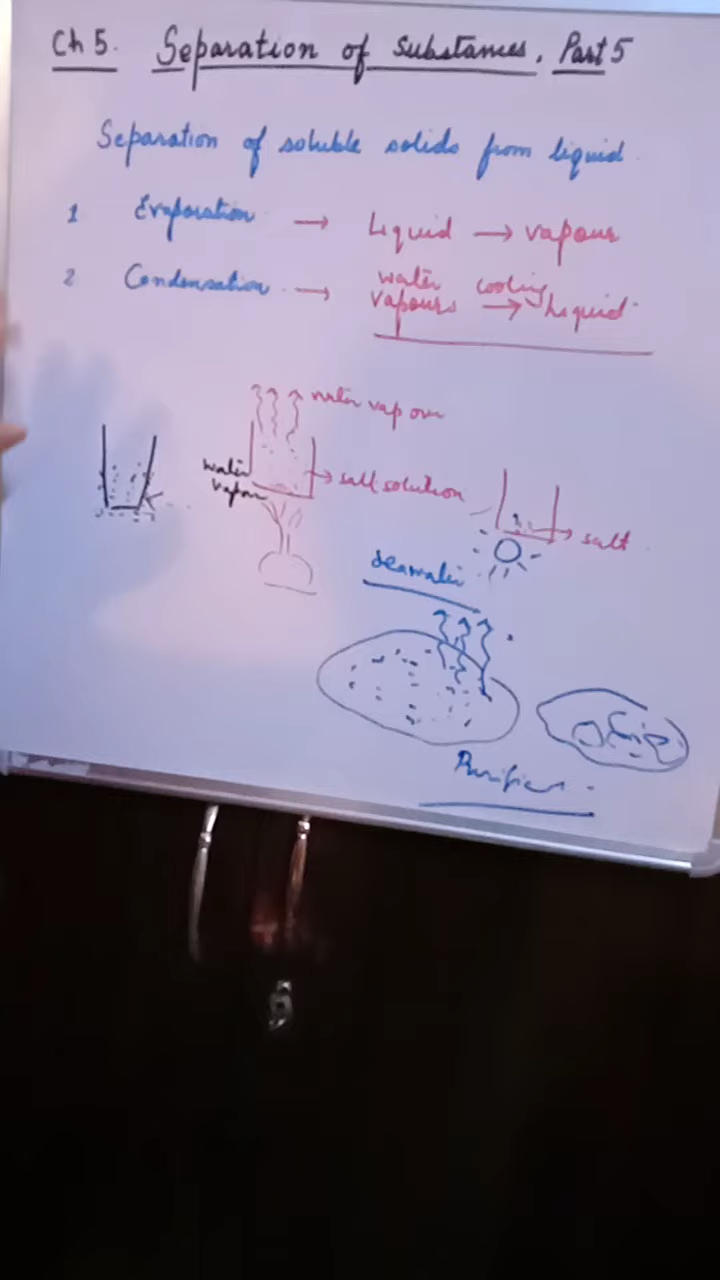 Ch 5. Separation of substances. Part 5
Separation of soluble solids from liquid.
1 Evaporation → Liquid → vapour
2 Condensation → water vapours cooling → Liquid
water vapour
water vapour
salt solution
salt
seawater